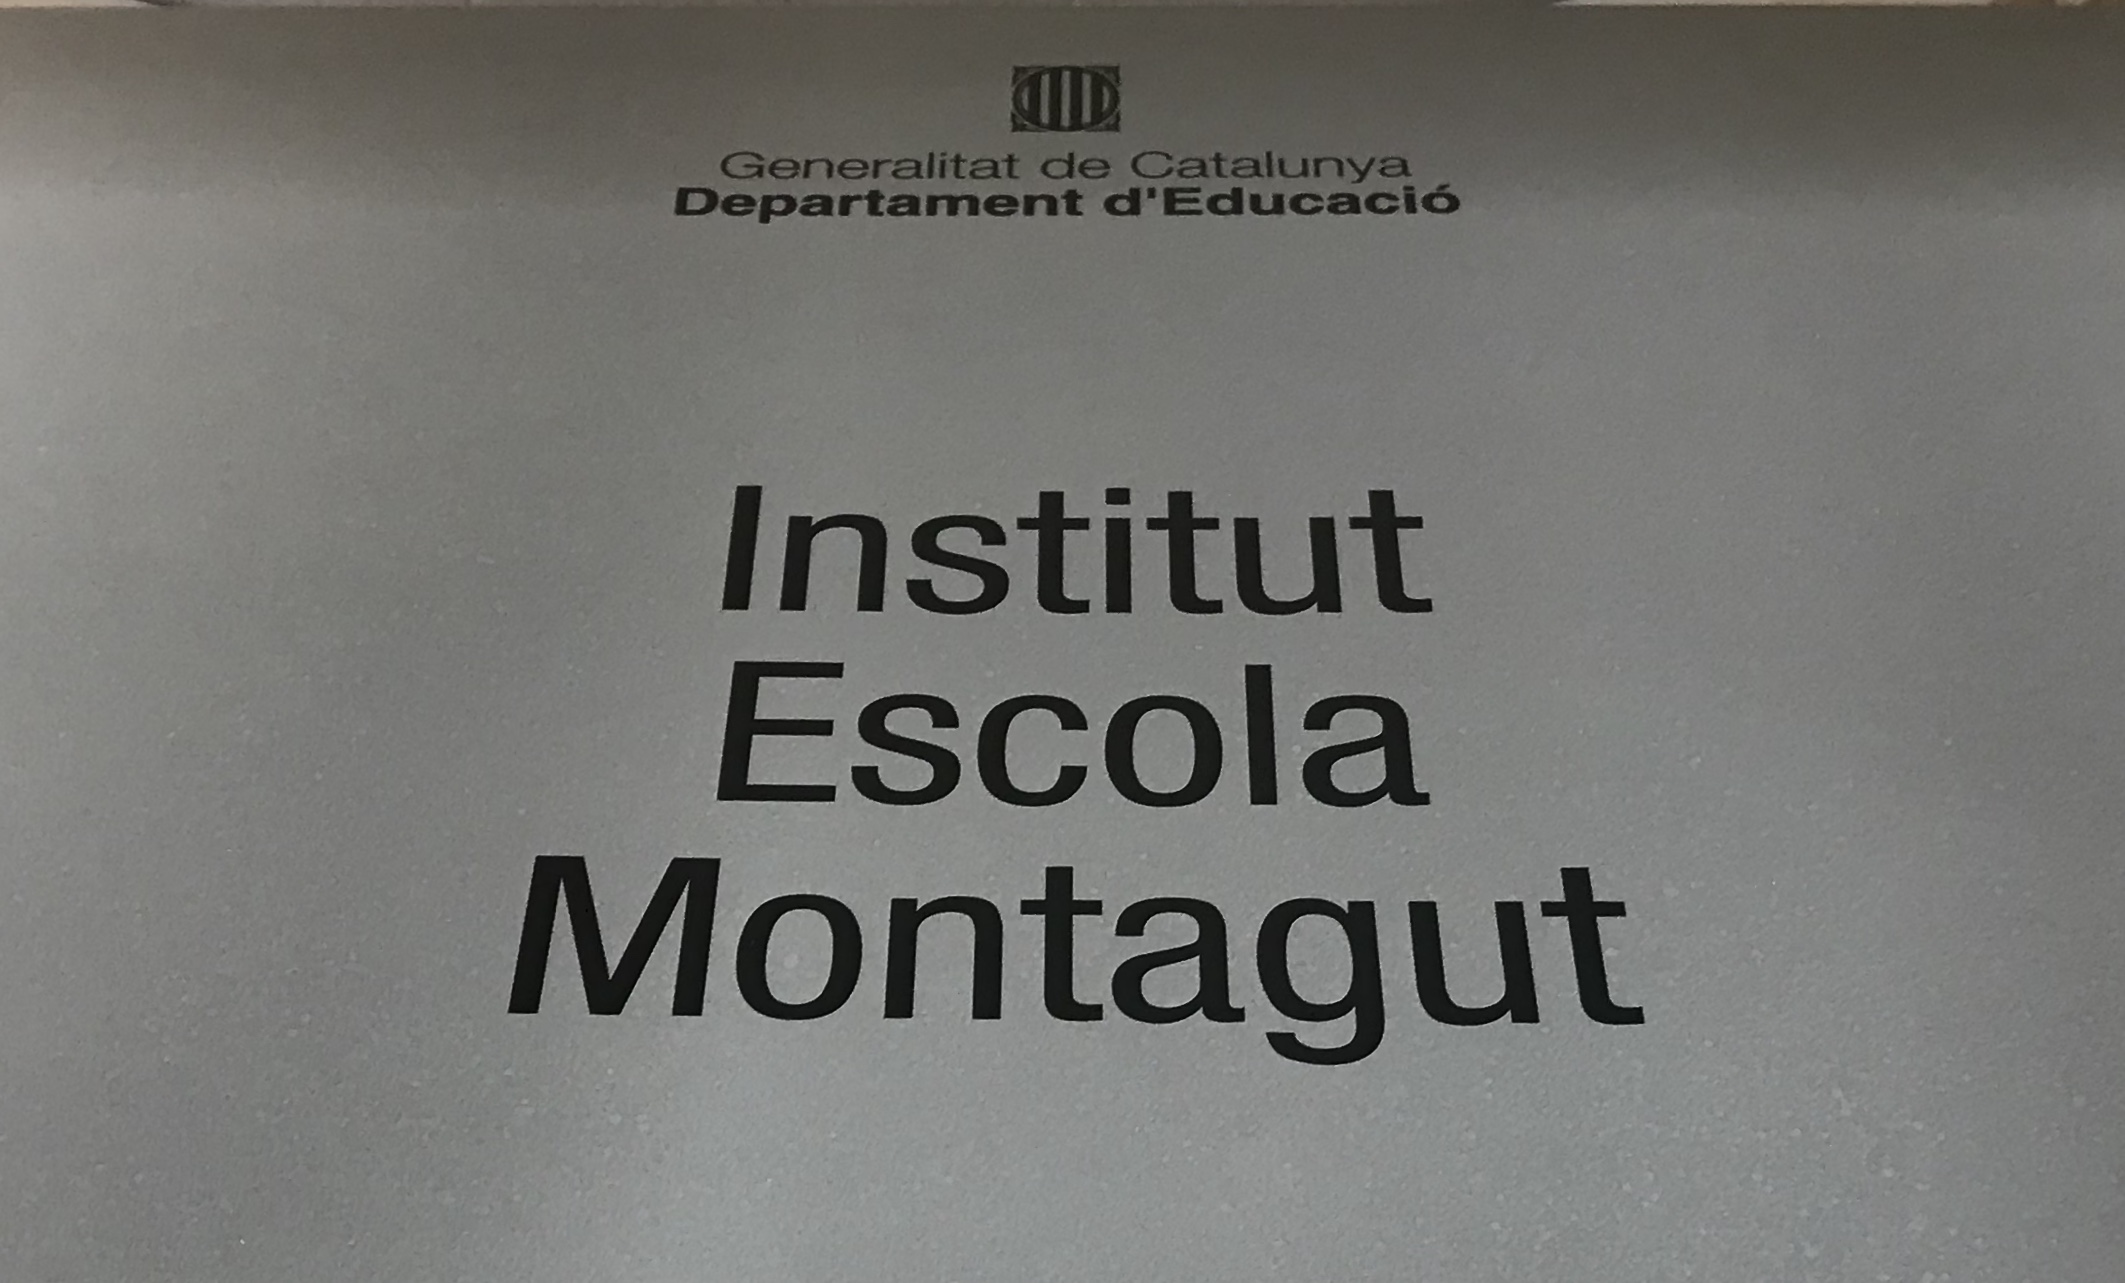 Generalitat de Catalunya
Departament d'Educació
Institut
Escola
Montagut